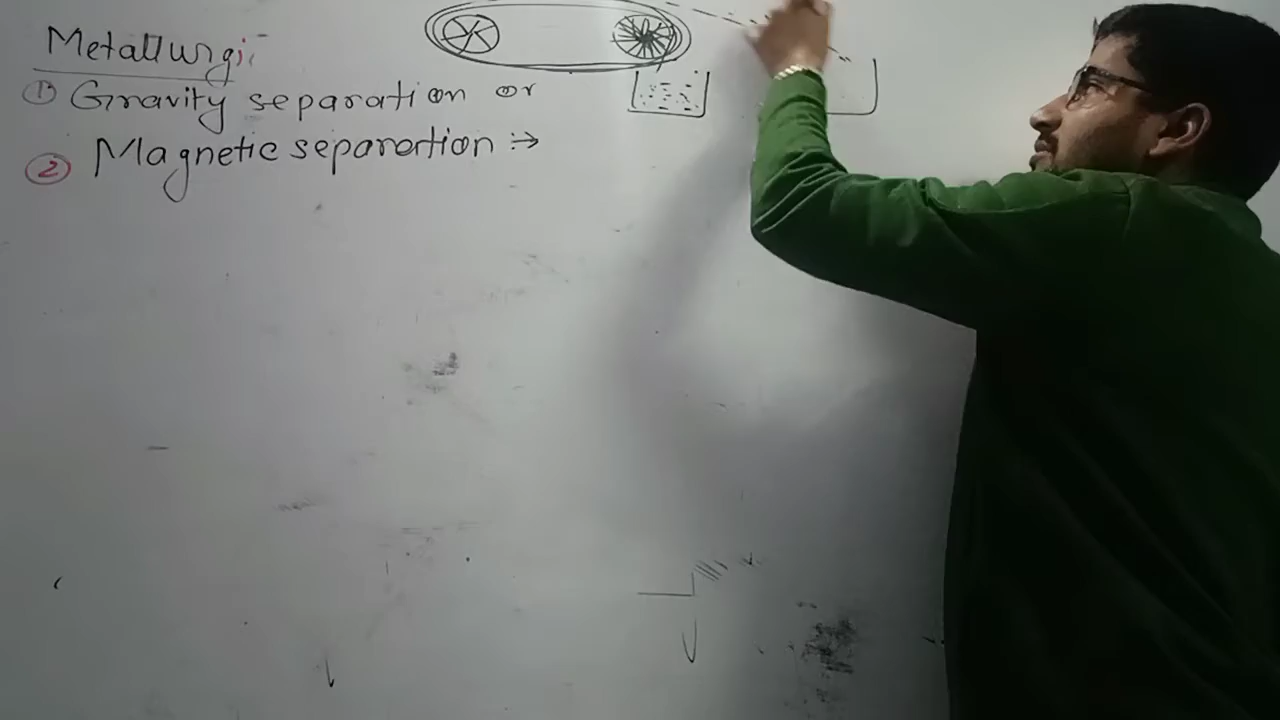 Metallurgi
① Gravity separation or
② Magnetic separation :→